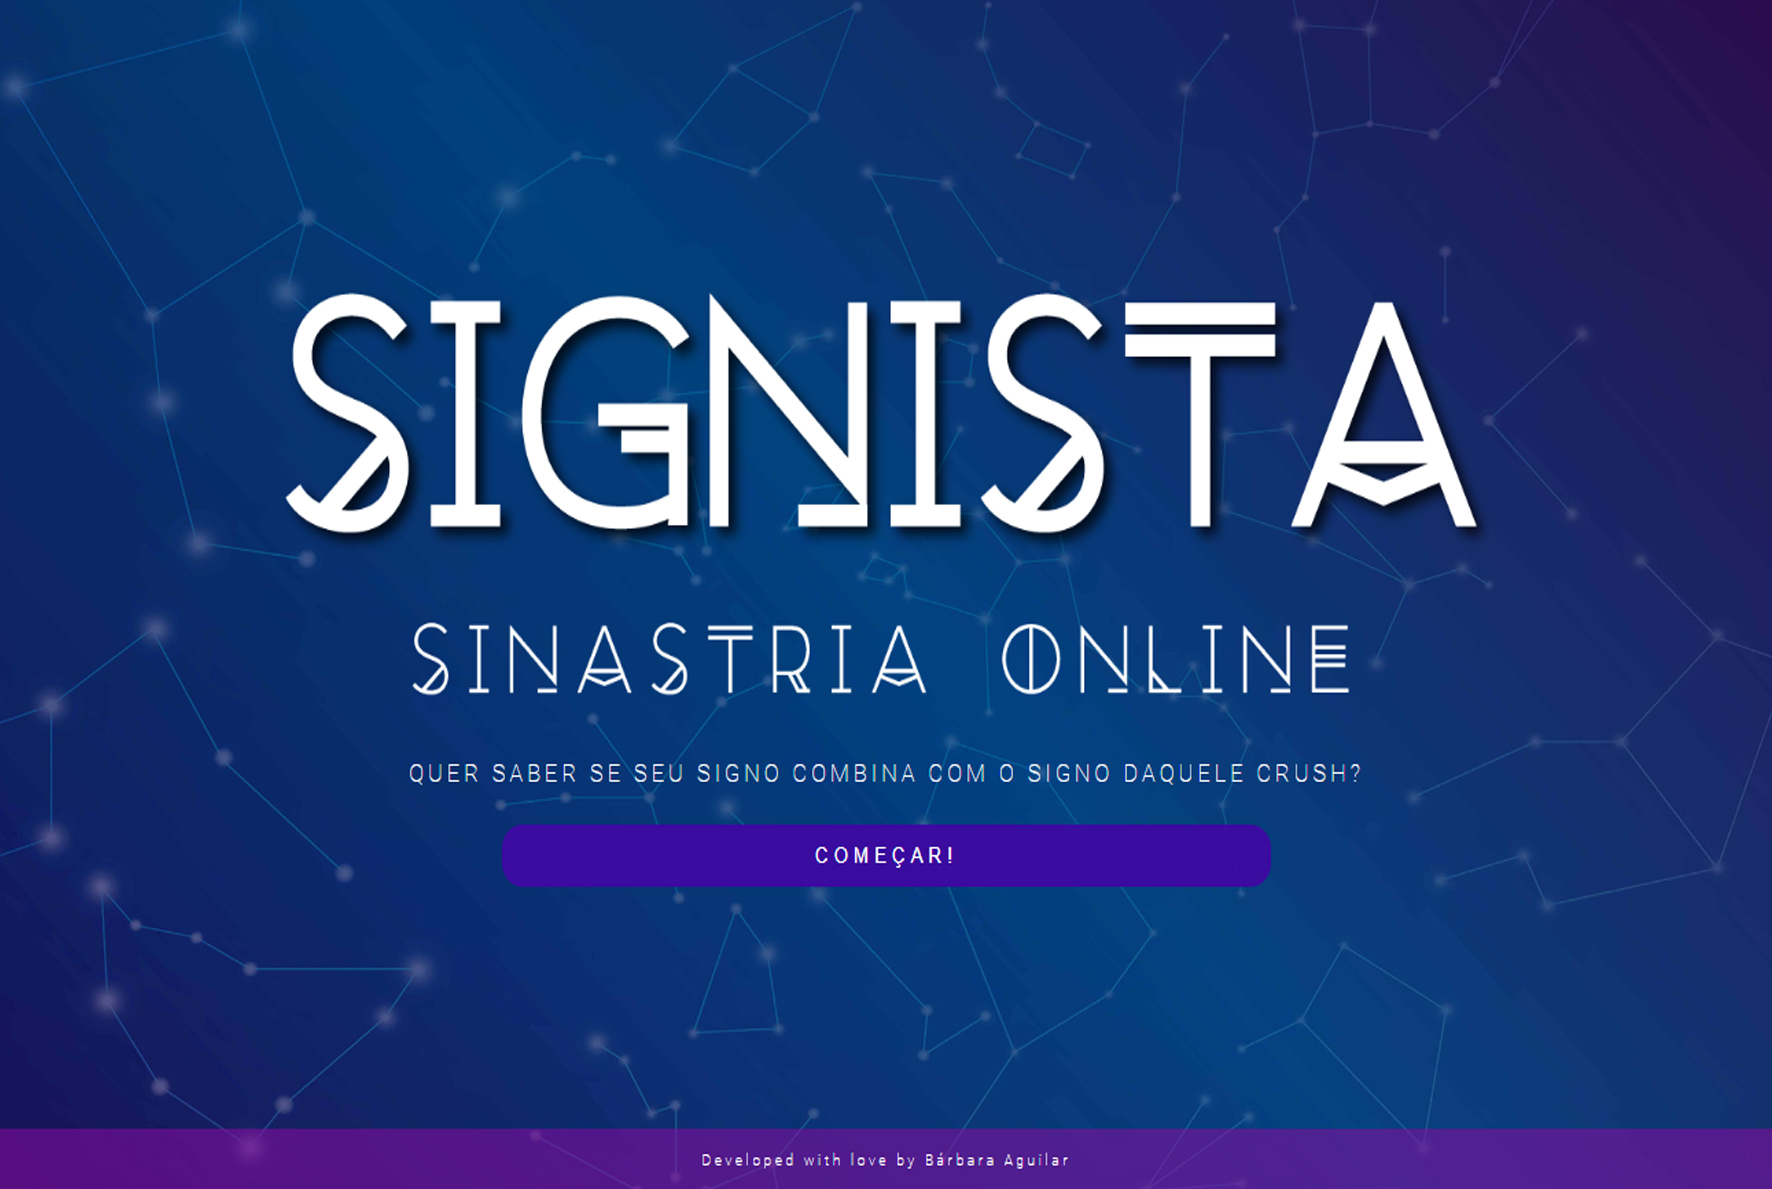 SIGNISTA
SINASTRIA ONLINE
QUER SABER SE SEU SIGNO COMBINA COM O SIGNO DAQUELE CRUSH?
COMEÇAR!
Developed with love by Bárbara Aguilar